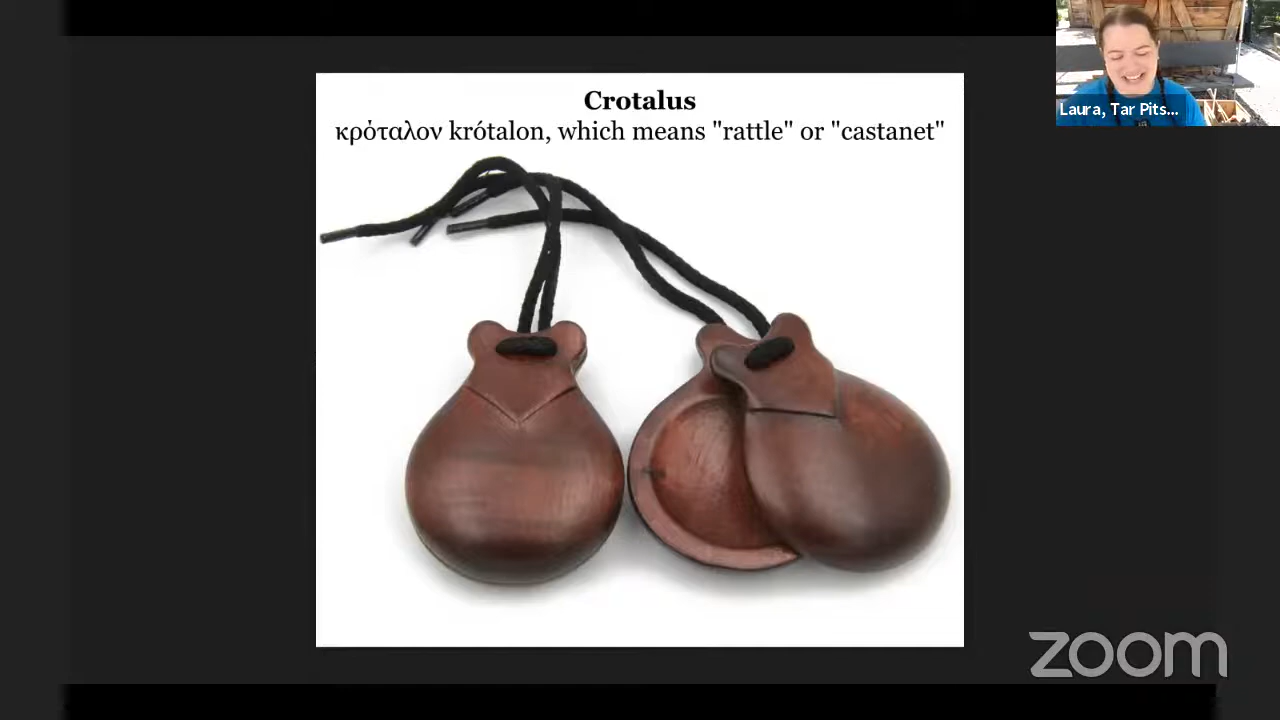 Crotalus
κρόταλον krótalon, which means "rattle" or "castanet"
Laura, Tar Pits...
zoom